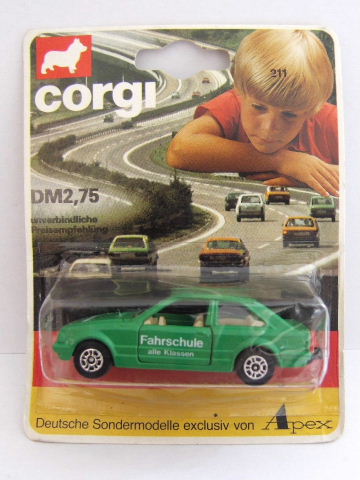 corgi
211
DM2,75
unverbindliche
Preisempfehlung
Fahrschule
alle Klassen
Deutsche Sondermodelle exclusiv von Apex